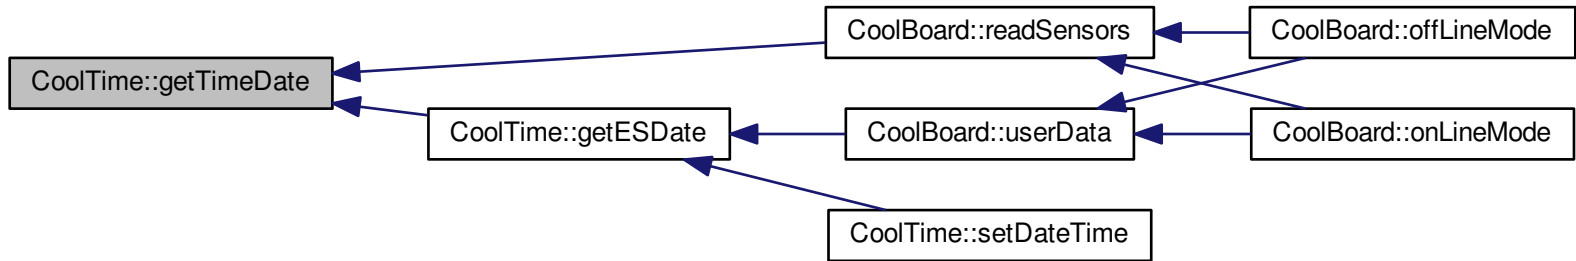 CoolTime::getTimeDate
CoolBoard::readSensors
CoolBoard::offLineMode
CoolTime::getESDate
CoolBoard::userData
CoolBoard::onLineMode
CoolTime::setDateTime